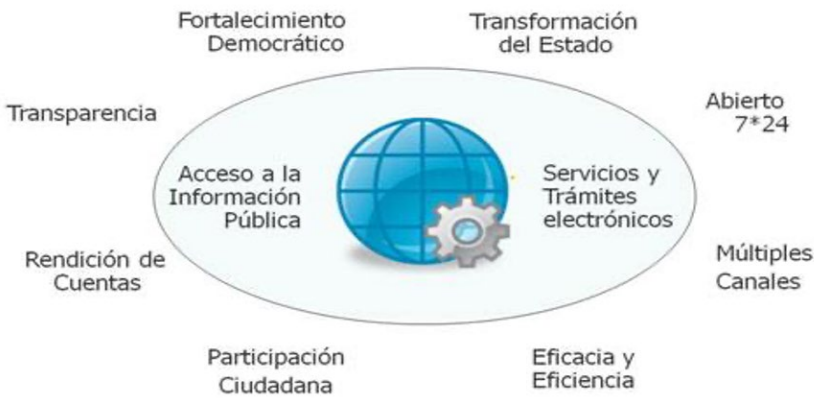 Fortalecimiento
Democrático
Transformación
del Estado
Transparencia
Abierto
7*24
Acceso a la
Información
Pública
Servicios y
Trámites
electrónicos
Rendición de
Cuentas
Múltiples
Canales
Participación
Ciudadana
Eficacia y
Eficiencia